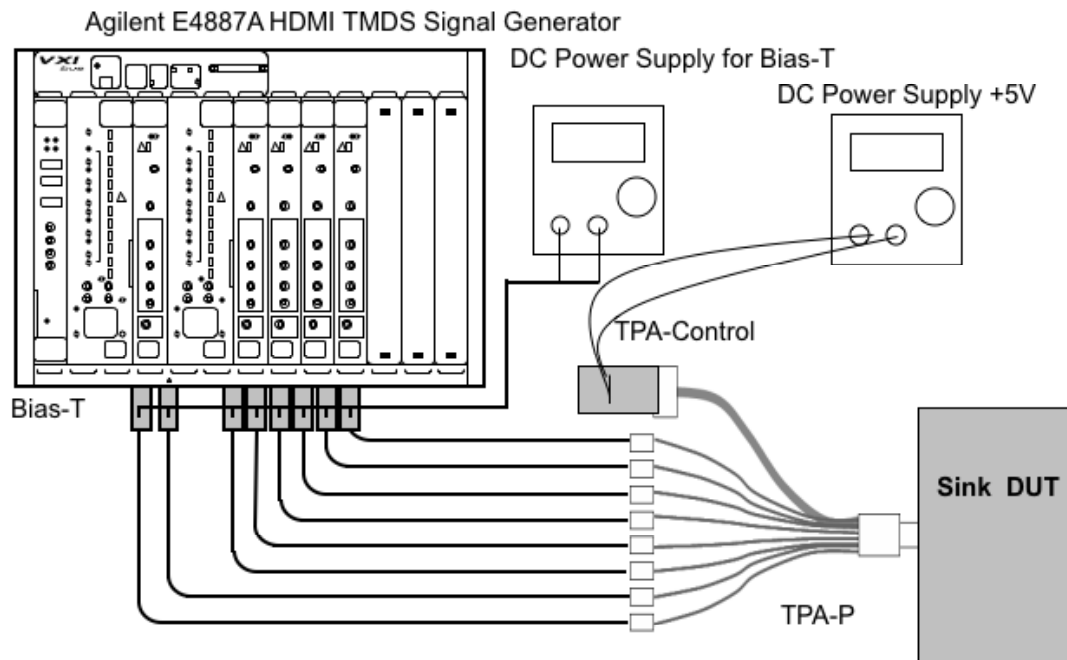 Agilent E4887A HDMI TMDS Signal Generator
DC Power Supply for Bias-T
DC Power Supply +5V
VXI
TPA-Control
Bias-T
Sink DUT
TPA-P